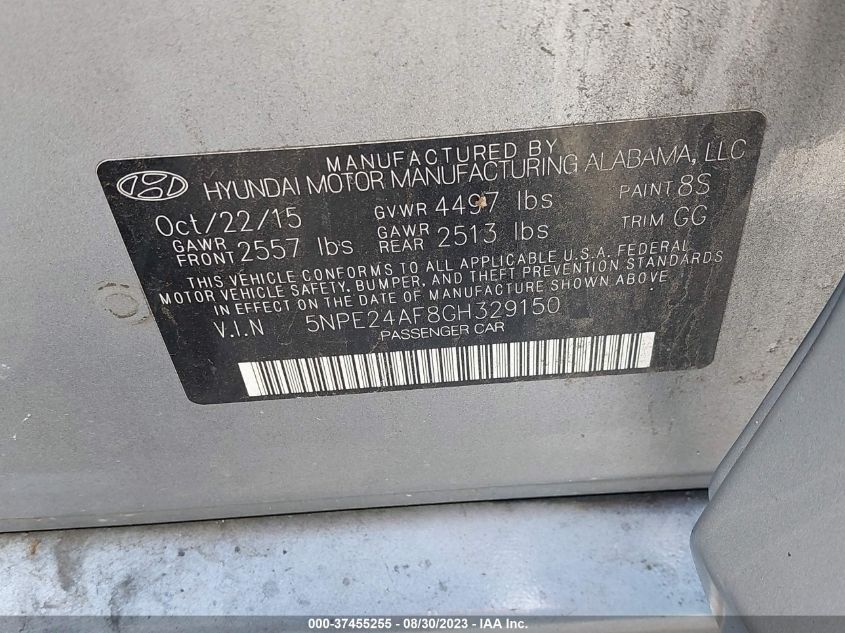 MANUFACTURED BY
HYUNDAI MOTOR MANUFACTURING ALABAMA, LLC
Oct/22/15 GVWR 4497 lbs PAINT 8S
GAWR FRONT 2557 lbs GAWR REAR 2513 lbs TRIM GG
THIS VEHICLE CONFORMS TO ALL APPLICABLE U.S.A. FEDERAL
MOTOR VEHICLE SAFETY, BUMPER, AND THEFT PREVENTION STANDARDS
IN EFFECT ON THE DATE OF MANUFACTURE SHOWN ABOVE.
V.I.N 5NPE24AF8GH329150
PASSENGER CAR
000-37455255 - 08/30/2023 - IAA Inc.